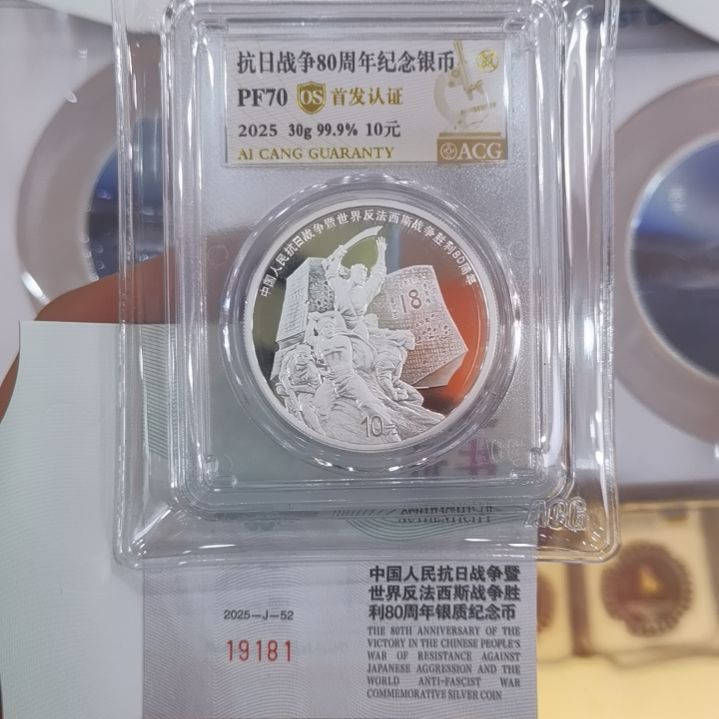 抗日战争80周年纪念银币
PF70 OS 首发认证
2025 30g 99.9% 10元
AI CANG GUARANTY
ACG
中国人民抗日战争暨世界反法西斯战争胜利80周年
18
10元
ACG
中国人民抗日战争暨
世界反法西斯战争胜
利80周年银质纪念币
2025-J-52
19181
THE 80TH ANNIVERSARY OF THE
VICTORY IN THE CHINESE PEOPLE'S
WAR OF RESISTANCE AGAINST
JAPANESE AGGRESSION AND THE
WORLD ANTI-FASCIST WAR
COMMEMORATIVE SILVER COIN